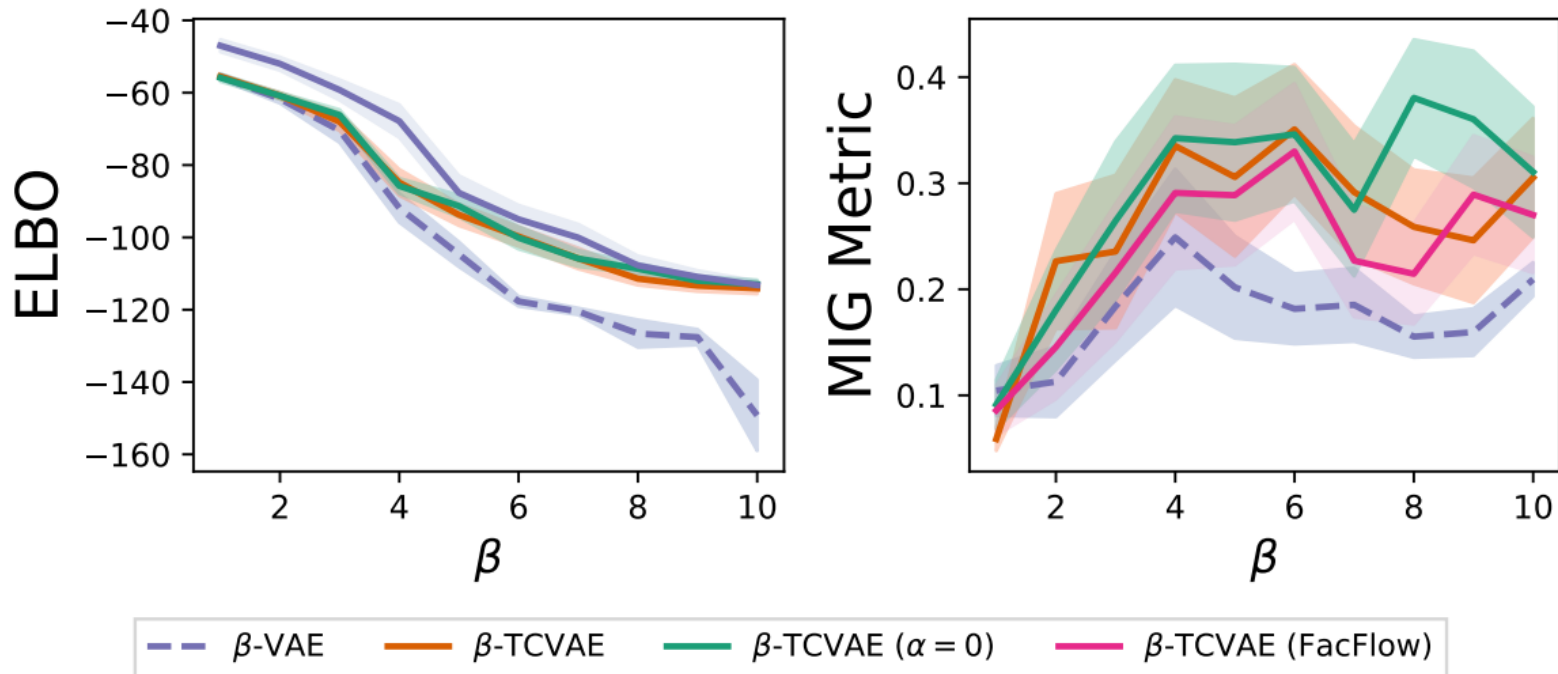 ELBO
−40
−60
−80
−100
−120
−140
−160
2 4 6 8 10
β
MIG Metric
0.4
0.3
0.2
0.1
2 4 6 8 10
β
β-VAE β-TCVAE β-TCVAE (α = 0) β-TCVAE (FacFlow)